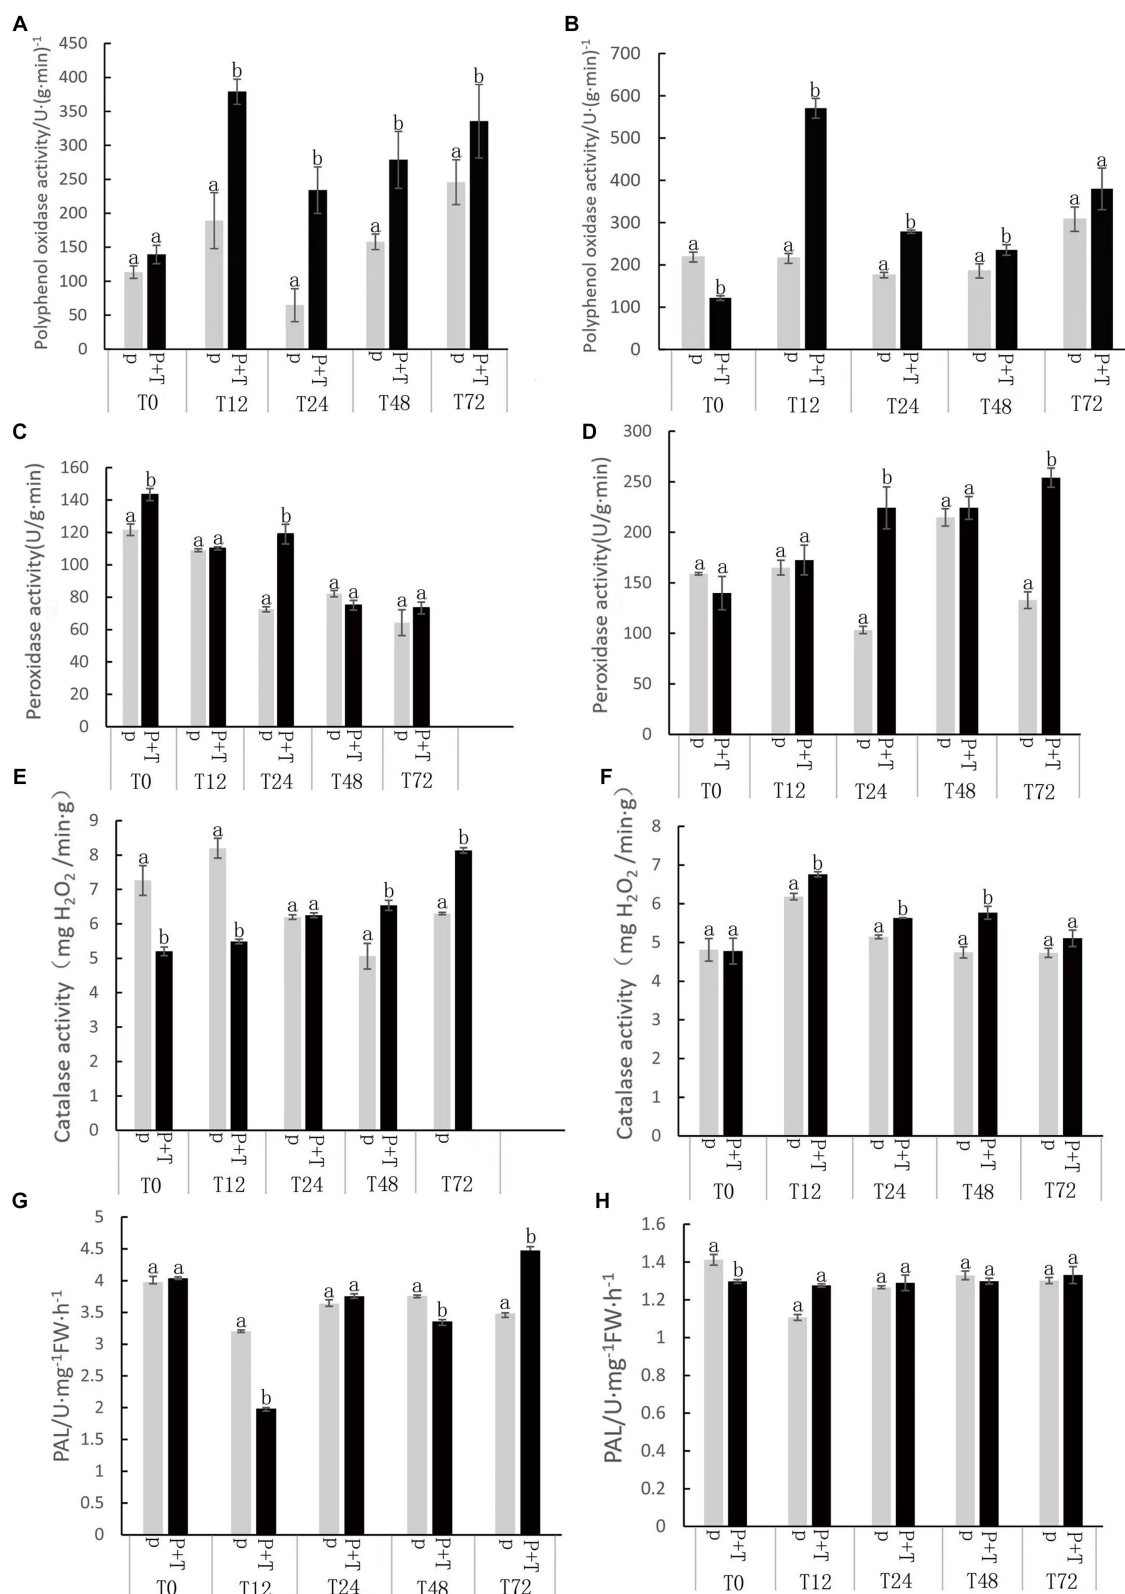 A
Polyphenol oxidase activity/U·(g·min)⁻¹
450
400
350
300
250
200
150
100
50
0
a a a b a b a b a b
p P+T p P+T p P+T p P+T p P+T
T0 T12 T24 T48 T72
B
Polyphenol oxidase activity/U·(g·min)⁻¹
700
600
500
400
300
200
100
0
a b a b a b a b a a
p P+T p P+T p P+T p P+T p P+T
T0 T12 T24 T48 T72
C
Peroxidase activity(U/g·min)
160
140
120
100
80
60
40
20
0
a b a a a b a a a a
p P+T p P+T p P+T p P+T p P+T
T0 T12 T24 T48 T72
D
Peroxidase activity(U/g·min)
300
250
200
150
100
50
0
a a a a a b a a a b
p P+T p P+T p P+T p P+T p P+T
T0 T12 T24 T48 T72
E
Catalase activity（mg H₂O₂ /min·g）
9
8
7
6
5
4
3
2
1
0
a b a b a a a b a b
p P+T p P+T p P+T p P+T p
T0 T12 T24 T48 T72
F
Catalase activity（mg H₂O₂ /min·g）
8
7
6
5
4
3
2
1
0
a a a b a b a b a a
p P+T p P+T p P+T p P+T p P+T
T0 T12 T24 T48 T72
G
PAL/U·mg⁻¹FW·h⁻¹
5
4.5
4
3.5
3
2.5
2
1.5
1
0.5
0
a a a b a a a b a b
p P+T p P+T p P+T p P+T p P+T
T0 T12 T24 T48 T72
H
PAL/U·mg⁻¹FW·h⁻¹
1.6
1.4
1.2
1
0.8
0.6
0.4
0.2
0
a b a a a a a a a a
p P+T p P+T p P+T p P+T p P+T
T0 T12 T24 T48 T72